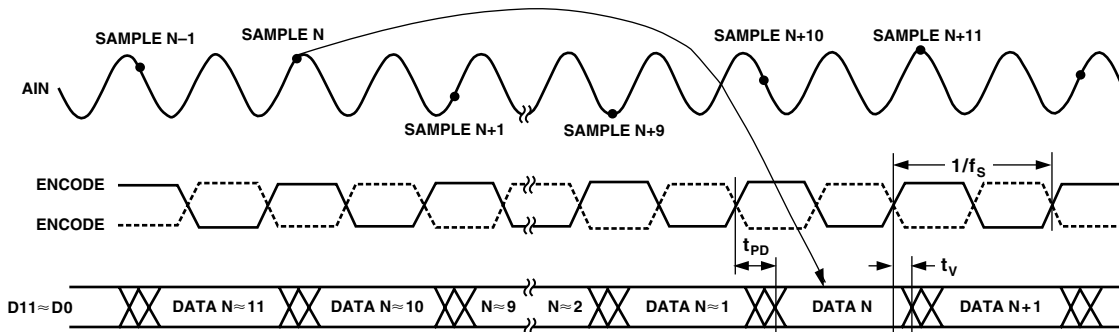 SAMPLE N–1
SAMPLE N
SAMPLE N+10
SAMPLE N+11
AIN
SAMPLE N+1
SAMPLE N+9
ENCODE
1/fS
ENCODE
tPD
tV
D11≈D0
DATA N≈11
DATA N≈10
N≈9
N≈2
DATA N≈1
DATA N
DATA N+1